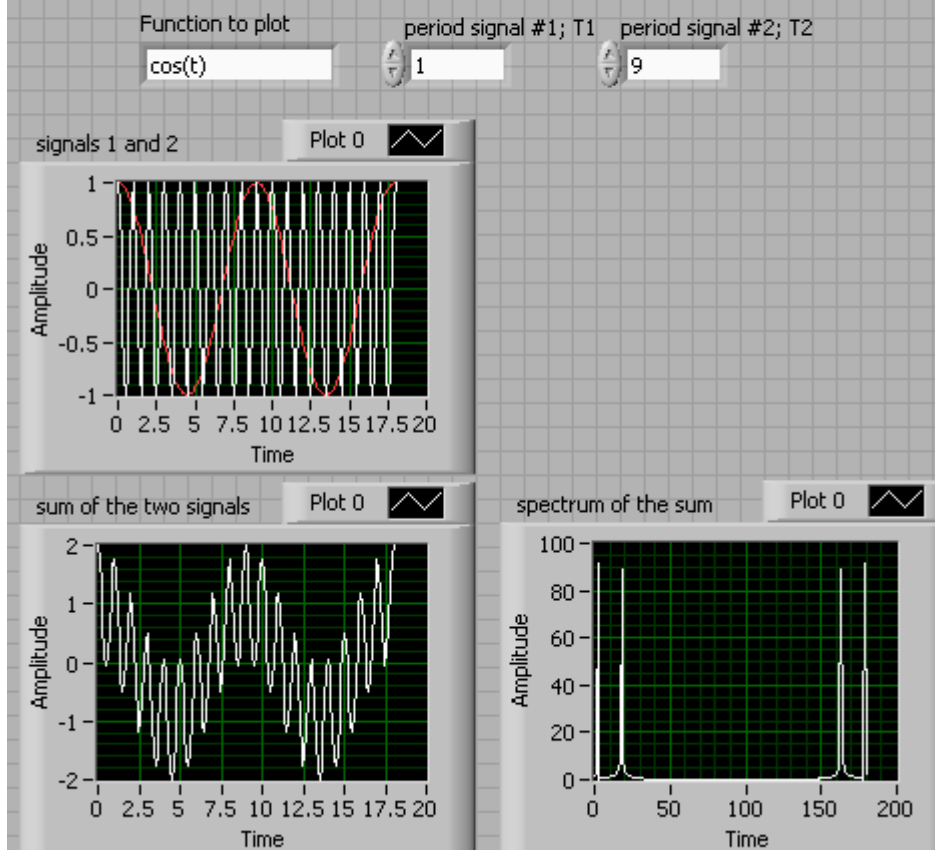 Function to plot
period signal #1; T1
period signal #2; T2
cos(t)
1
9
signals 1 and 2
Plot 0
1
0.5
0
-0.5
-1
Amplitude
0 2.5 5 7.5 10 12.5 15 17.5 20
Time
sum of the two signals
Plot 0
2
1
0
-1
-2
Amplitude
0 2.5 5 7.5 10 12.5 15 17.5 20
Time
spectrum of the sum
Plot 0
100
80
60
40
20
0
Amplitude
0 50 100 150 200
Time